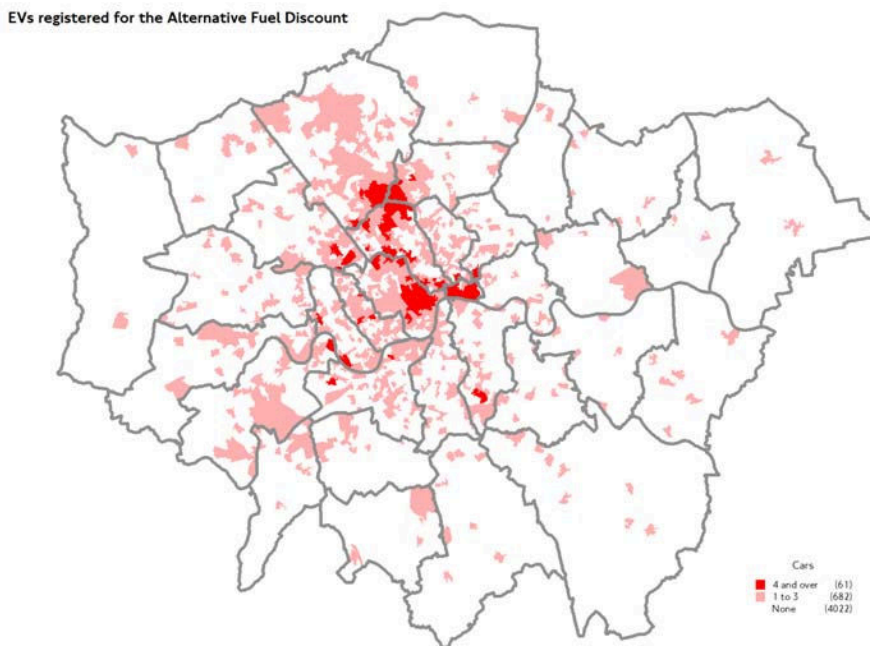 EVs registered for the Alternative Fuel Discount
Cars
4 and over (61)
1 to 3 (682)
None (4022)